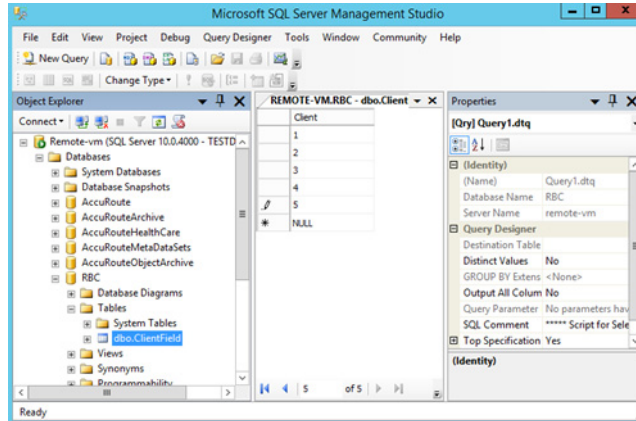 Microsoft SQL Server Management Studio
File Edit View Project Debug Query Designer Tools Window Community Help
New Query
Change Type
Object Explorer
Connect
Remote-vm (SQL Server 10.0.4000 - TESTD
Databases
System Databases
Database Snapshots
AccuRoute
AccuRouteArchive
AccuRouteHealthCare
AccuRouteMetaDataSets
AccuRouteObjectArchive
RBC
Database Diagrams
Tables
System Tables
dbo.ClientField
Views
Synonyms
Programmability
REMOTE-VM.RBC - dbo.Client
Client
1
2
3
4
5
NULL
5 of 5
Properties
[Qry] Query1.dtq
(Identity)
(Name) Query1.dtq
Database Name RBC
Server Name remote-vm
Query Designer
Destination Table
Distinct Values No
GROUP BY Extens <None>
Output All Colum No
Query Parameter No parameters hav
SQL Comment ***** Script for Sele
Top Specification Yes
(Identity)
Ready